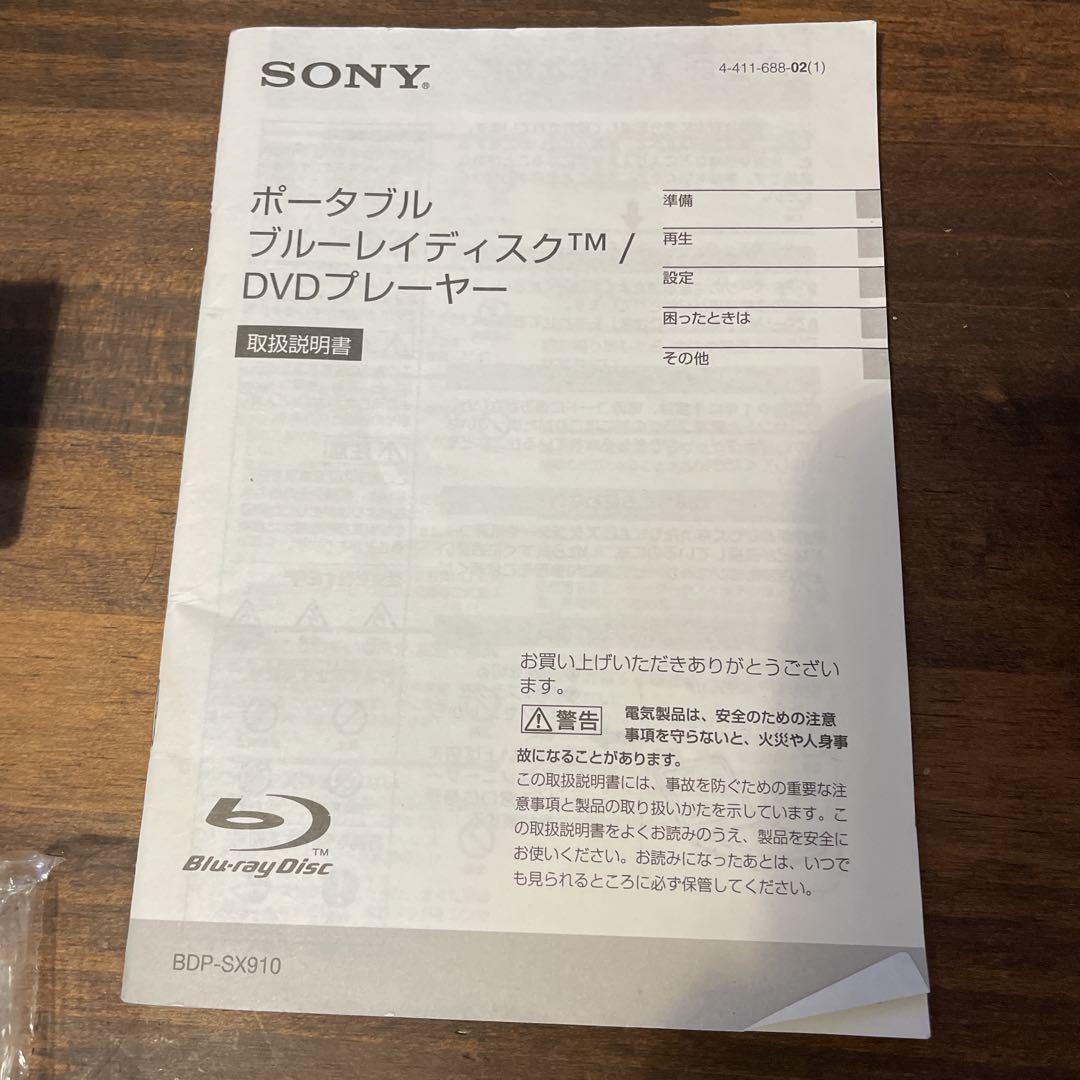 SONY®
4-411-688-02(1)
ポータブル
ブルーレイディスク™ /
DVDプレーヤー
取扱説明書
準備
再生
設定
困ったときは
その他
お買い上げいただきありがとうござい
ます。
警告
電気製品は、安全のための注意
事項を守らないと、火災や人身事
故になることがあります。
この取扱説明書には、事故を防ぐための重要な注
意事項と製品の取り扱いかたを示しています。こ
の取扱説明書をよくお読みのうえ、製品を安全に
お使いください。お読みになったあとは、いつで
も見られるところに必ず保管してください。
Blu-ray Disc™
BDP-SX910